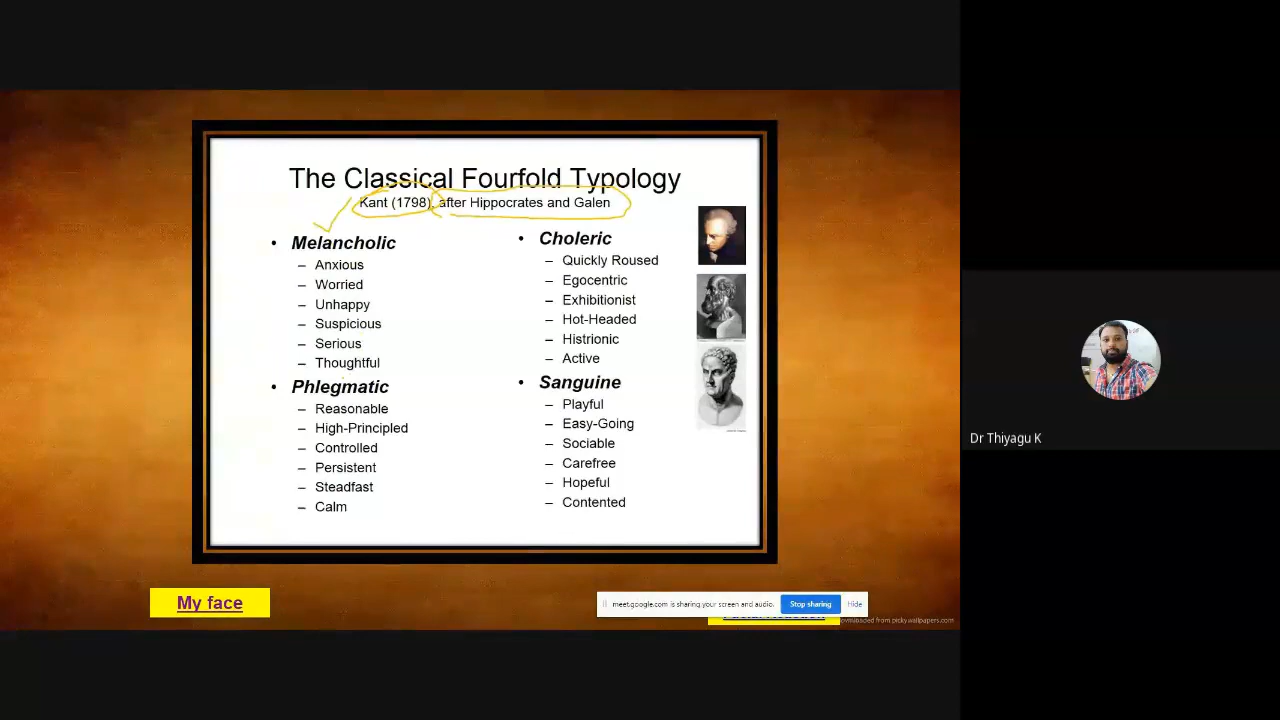 The Classical Fourfold Typology
Kant (1798), after Hippocrates and Galen
• Melancholic
– Anxious
– Worried
– Unhappy
– Suspicious
– Serious
– Thoughtful
• Phlegmatic
– Reasonable
– High-Principled
– Controlled
– Persistent
– Steadfast
– Calm
• Choleric
– Quickly Roused
– Egocentric
– Exhibitionist
– Hot-Headed
– Histrionic
– Active
• Sanguine
– Playful
– Easy-Going
– Sociable
– Carefree
– Hopeful
– Contented
My face
meet.google.com is sharing your screen and audio.
Stop sharing
Hide
from pickywallpapers.com
Dr Thiyagu K